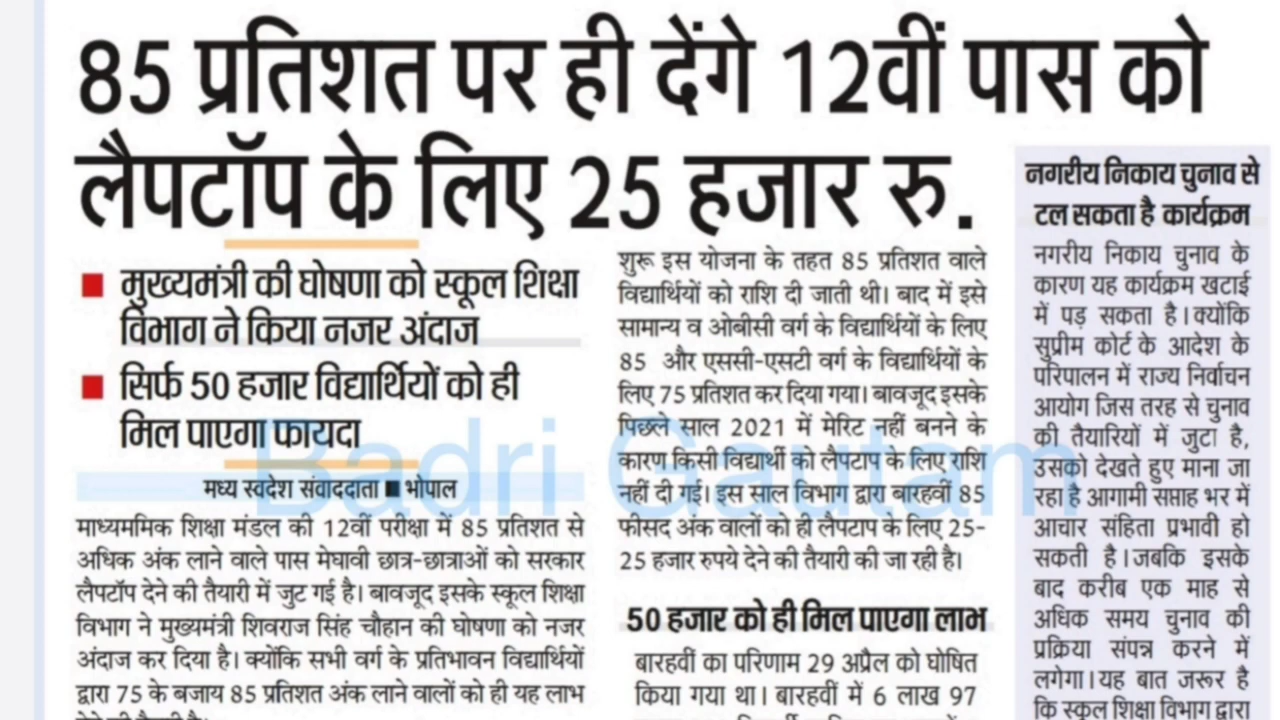 85 प्रतिशत पर ही देंगे 12वीं पास को
लैपटॉप के लिए 25 हजार रु.
मुख्यमंत्री की घोषणा को स्कूल शिक्षा
विभाग ने किया नजर अंदाज
सिर्फ 50 हजार विद्यार्थियों को ही
मिल पाएगा फायदा
मध्य स्वदेश संवाददाता ■ भोपाल
माध्यममिक शिक्षा मंडल की 12वीं परीक्षा में 85 प्रतिशत से
अधिक अंक लाने वाले पास मेघावी छात्र-छात्राओं को सरकार
लैपटॉप देने की तैयारी में जुट गई है। बावजूद इसके स्कूल शिक्षा
विभाग ने मुख्यमंत्री शिवराज सिंह चौहान की घोषणा को नजर
अंदाज कर दिया है। क्योंकि सभी वर्ग के प्रतिभावन विद्यार्थियों
द्वारा 75 के बजाय 85 प्रतिशत अंक लाने वालों को ही यह लाभ
शुरू इस योजना के तहत 85 प्रतिशत वाले
विद्यार्थियों को राशि दी जाती थी। बाद में इसे
सामान्य व ओबीसी वर्ग के विद्यार्थियों के लिए
85 और एससी-एसटी वर्ग के विद्यार्थियों के
लिए 75 प्रतिशत कर दिया गया। बावजूद इसके
पिछले साल 2021 में मेरिट नहीं बनने के
कारण किसी विद्यार्थी को लैपटाप के लिए राशि
नहीं दी गई। इस साल विभाग द्वारा बारहवीं 85
फीसद अंक वालों को ही लैपटाप के लिए 25-
25 हजार रुपये देने की तैयारी की जा रही है।
50 हजार को ही मिल पाएगा लाभ
बारहवीं का परिणाम 29 अप्रैल को घोषित
किया गया था। बारहवीं में 6 लाख 97
नगरीय निकाय चुनाव से
टल सकता है कार्यक्रम
नगरीय निकाय चुनाव के
कारण यह कार्यक्रम खटाई
में पड़ सकता है। क्योंकि
सुप्रीम कोर्ट के आदेश के
परिपालन में राज्य निर्वाचन
आयोग जिस तरह से चुनाव
की तैयारियों में जुटा है,
उसको देखते हुए माना जा
रहा है आगामी सप्ताह भर में
आचार संहिता प्रभावी हो
सकती है। जबकि इसके
बाद करीब एक माह से
अधिक समय चुनाव की
प्रक्रिया संपन्न करने में
लगेगा। यह बात जरूर है
कि स्कूल शिक्षा विभाग द्वारा
Badri Gautam